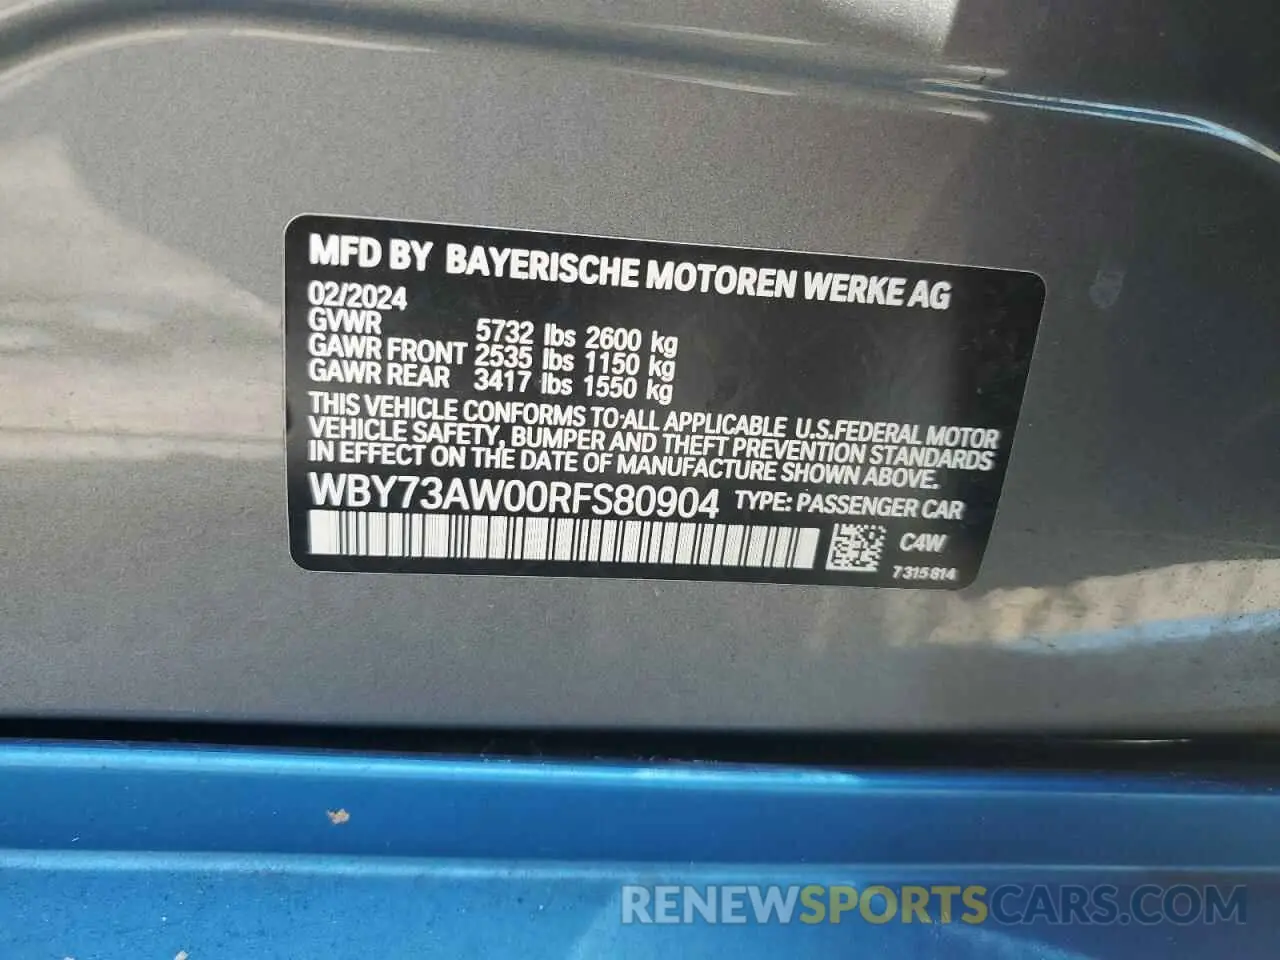 MFD BY BAYERISCHE MOTOREN WERKE AG
02/2024
GVWR 5732 lbs 2600 kg
GAWR FRONT 2535 lbs 1150 kg
GAWR REAR 3417 lbs 1550 kg
THIS VEHICLE CONFORMS TO ALL APPLICABLE U.S.FEDERAL MOTOR
VEHICLE SAFETY, BUMPER AND THEFT PREVENTION STANDARDS
IN EFFECT ON THE DATE OF MANUFACTURE SHOWN ABOVE.
WBY73AW00RFS80904 TYPE: PASSENGER CAR
C4W
7315814
RENEWSPORTSCARS.COM